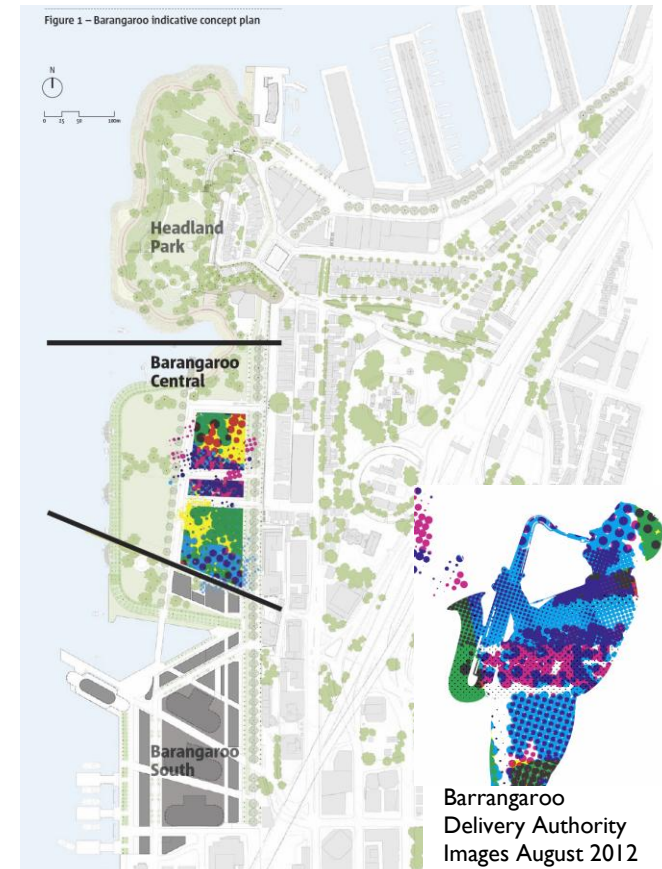 Figure 1 – Barangaroo indicative concept plan
N
0 25 50 100m
Headland
Park
Barangaroo
Central
Barangaroo
South
Barrangaroo
Delivery Authority
Images August 2012